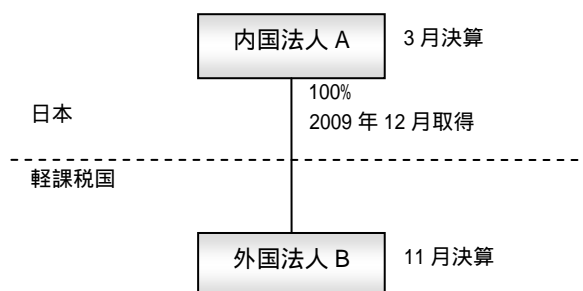 内国法人 A
3 月決算
100%
2009 年 12 月取得
日本
軽課税国
外国法人 B
11 月決算